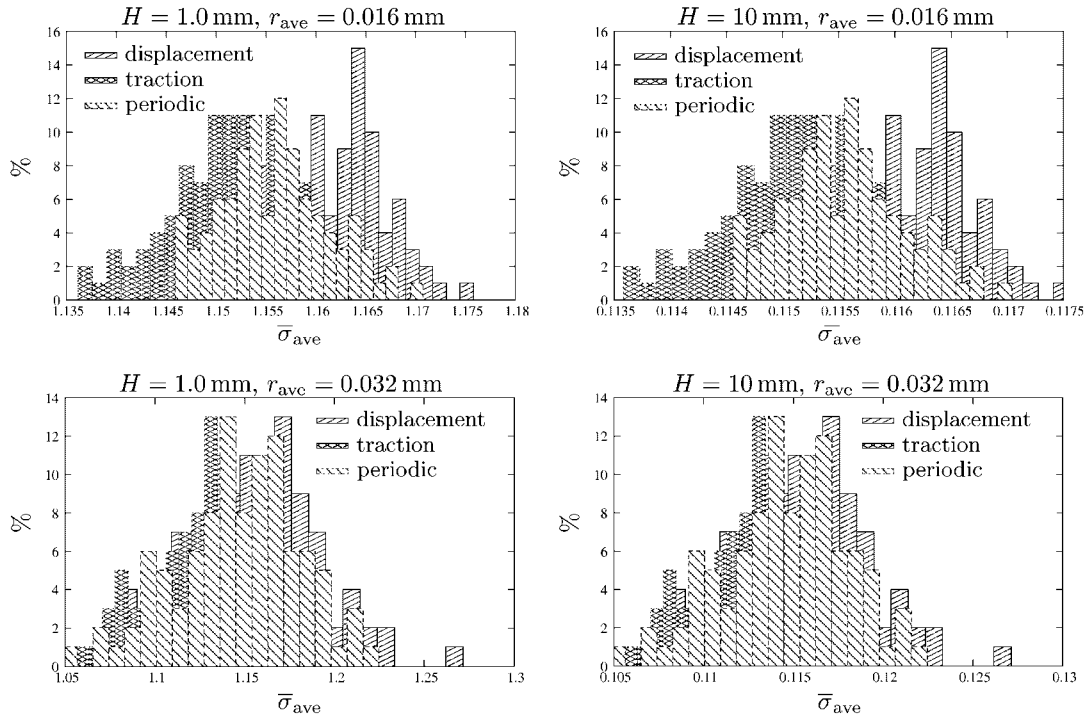 H = 1.0 mm, r_ave = 0.016 mm
16
14
12
10
8
6
4
2
0
%
displacement
traction
periodic
1.135 1.14 1.145 1.15 1.155 1.16 1.165 1.17 1.175 1.18
σ̅_ave
H = 10 mm, r_ave = 0.016 mm
16
14
12
10
8
6
4
2
0
%
displacement
traction
periodic
0.1135 0.114 0.1145 0.115 0.1155 0.116 0.1165 0.117 0.1175
σ̅_ave
H = 1.0 mm, r_ave = 0.032 mm
14
12
10
8
6
4
2
0
%
displacement
traction
periodic
1.05 1.1 1.15 1.2 1.25 1.3
σ̅_ave
H = 10 mm, r_ave = 0.032 mm
14
12
10
8
6
4
2
0
%
displacement
traction
periodic
0.105 0.11 0.115 0.12 0.125 0.13
σ̅_ave